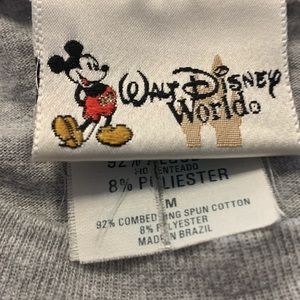 WALT DISNEY
World®
8% POLIESTER
M
92% COMBED RING SPUN COTTON
8% POLYESTER
MADE IN BRAZIL